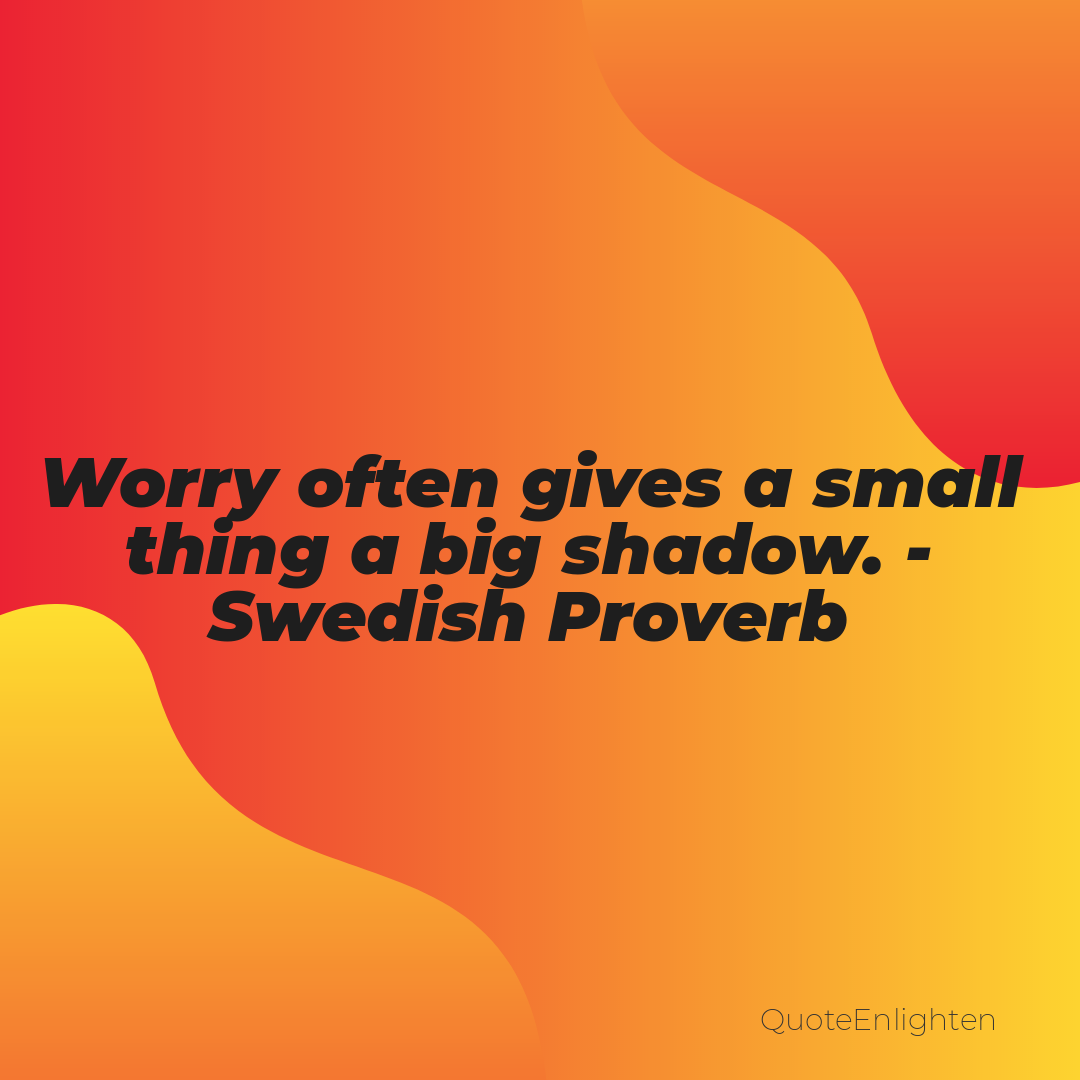 Worry often gives a small
thing a big shadow. -
Swedish Proverb
QuoteEnlighten